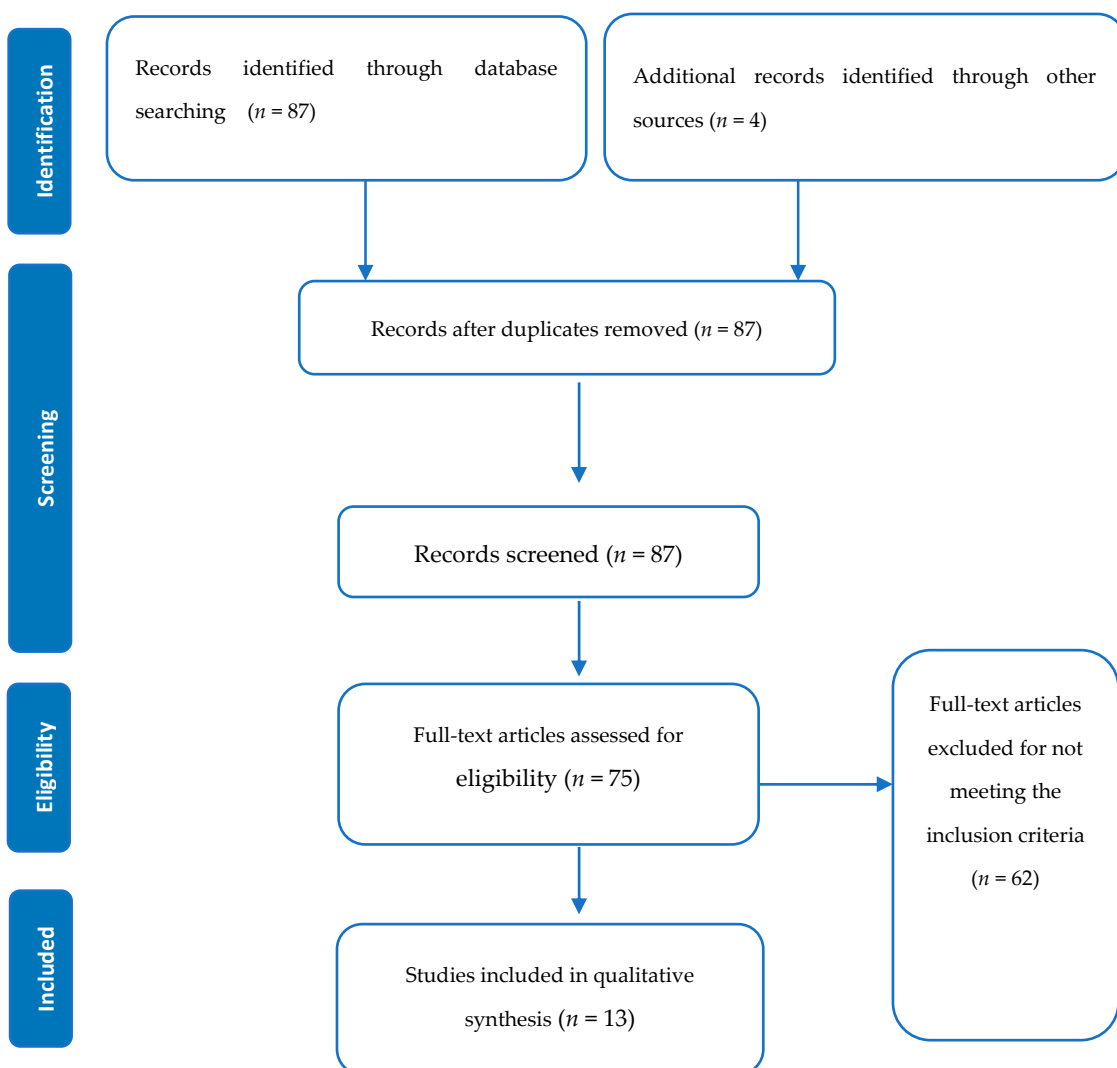 Identification
Records identified through database
searching (n = 87)
Additional records identified through other
sources (n = 4)
Screening
Records after duplicates removed (n = 87)
Records screened (n = 87)
Eligibility
Full-text articles assessed for
eligibility (n = 75)
Full-text articles
excluded for not
meeting the
inclusion criteria
(n = 62)
Included
Studies included in qualitative
synthesis (n = 13)